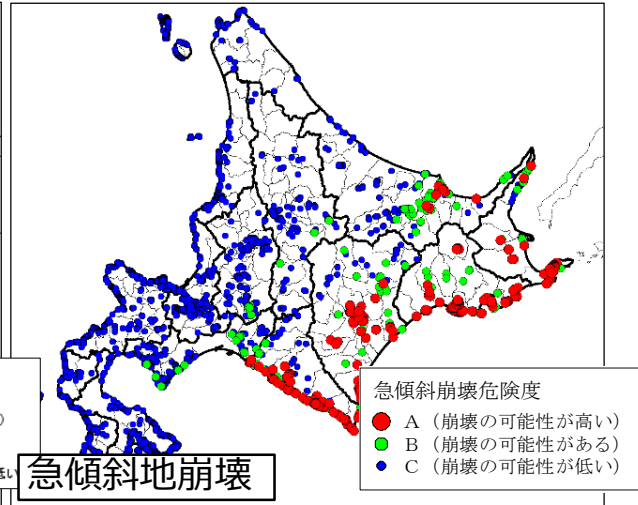 急傾斜崩壊危険度
A（崩壊の可能性が高い）
B（崩壊の可能性がある）
C（崩壊の可能性が低い）
）
低い
急傾斜地崩壊